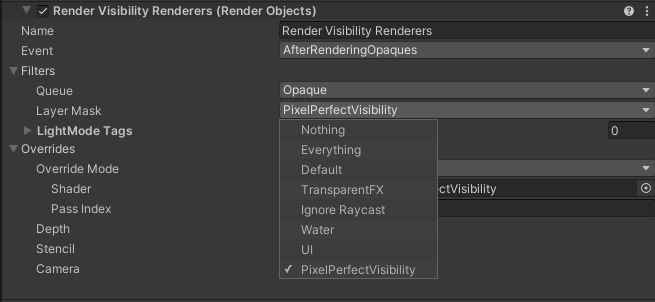 Render Visibility Renderers (Render Objects)
Name Render Visibility Renderers
Event AfterRenderingOpaques
Filters
Queue Opaque
Layer Mask PixelPerfectVisibility
Nothing
LightMode Tags 0
Everything
Overrides
Override Mode Default
Shader TransparentFX ectVisibility
Pass Index Ignore Raycast
Depth Water
Stencil UI
Camera ✓ PixelPerfectVisibility